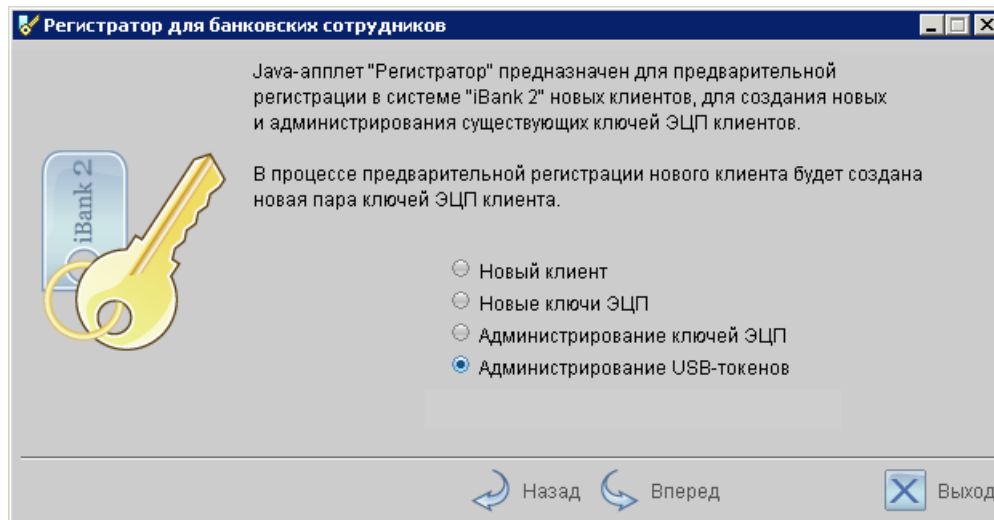 Регистратор для банковских сотрудников
Java-апплет "Регистратор" предназначен для предварительной
регистрации в системе "iBank 2" новых клиентов, для создания новых
и администрирования существующих ключей ЭЦП клиентов.
В процессе предварительной регистрации нового клиента будет создана
новая пара ключей ЭЦП клиента.
iBank 2
Новый клиент
Новые ключи ЭЦП
Администрирование ключей ЭЦП
Администрирование USB-токенов
Назад
Вперед
Выход